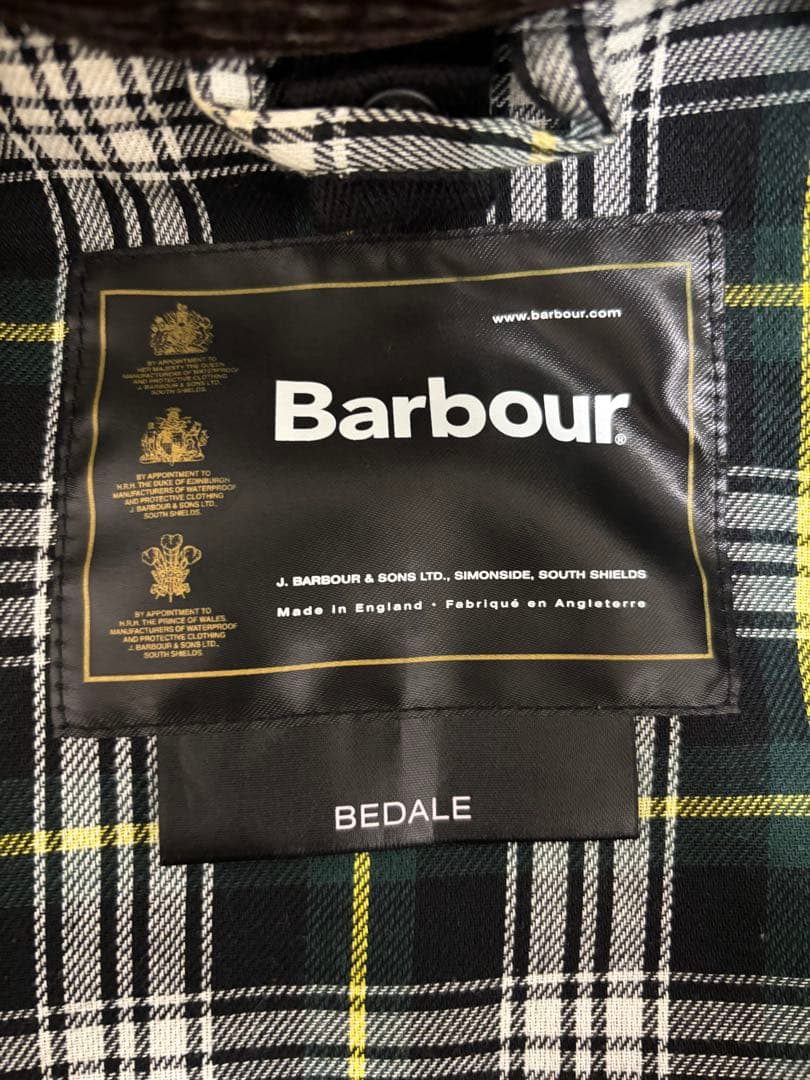 www.barbour.com
Barbour®
BY APPOINTMENT TO
HER MAJESTY THE QUEEN
MANUFACTURERS OF WATERPROOF
AND PROTECTIVE CLOTHING
J. BARBOUR & SONS LTD.
SOUTH SHIELDS.
BY APPOINTMENT TO
H.R.H. THE DUKE OF EDINBURGH
MANUFACTURERS OF WATERPROOF
AND PROTECTIVE CLOTHING
J. BARBOUR & SONS LTD.,
SOUTH SHIELDS
BY APPOINTMENT TO
H.R.H. THE PRINCE OF WALES.
MANUFACTURERS OF WATERPROOF
AND PROTECTIVE CLOTHING
J. BARBOUR & SONS LTD.,
SOUTH SHIELDS.
J. BARBOUR & SONS LTD., SIMONSIDE, SOUTH SHIELDS
Made in England · Fabriqué en Angleterre
BEDALE